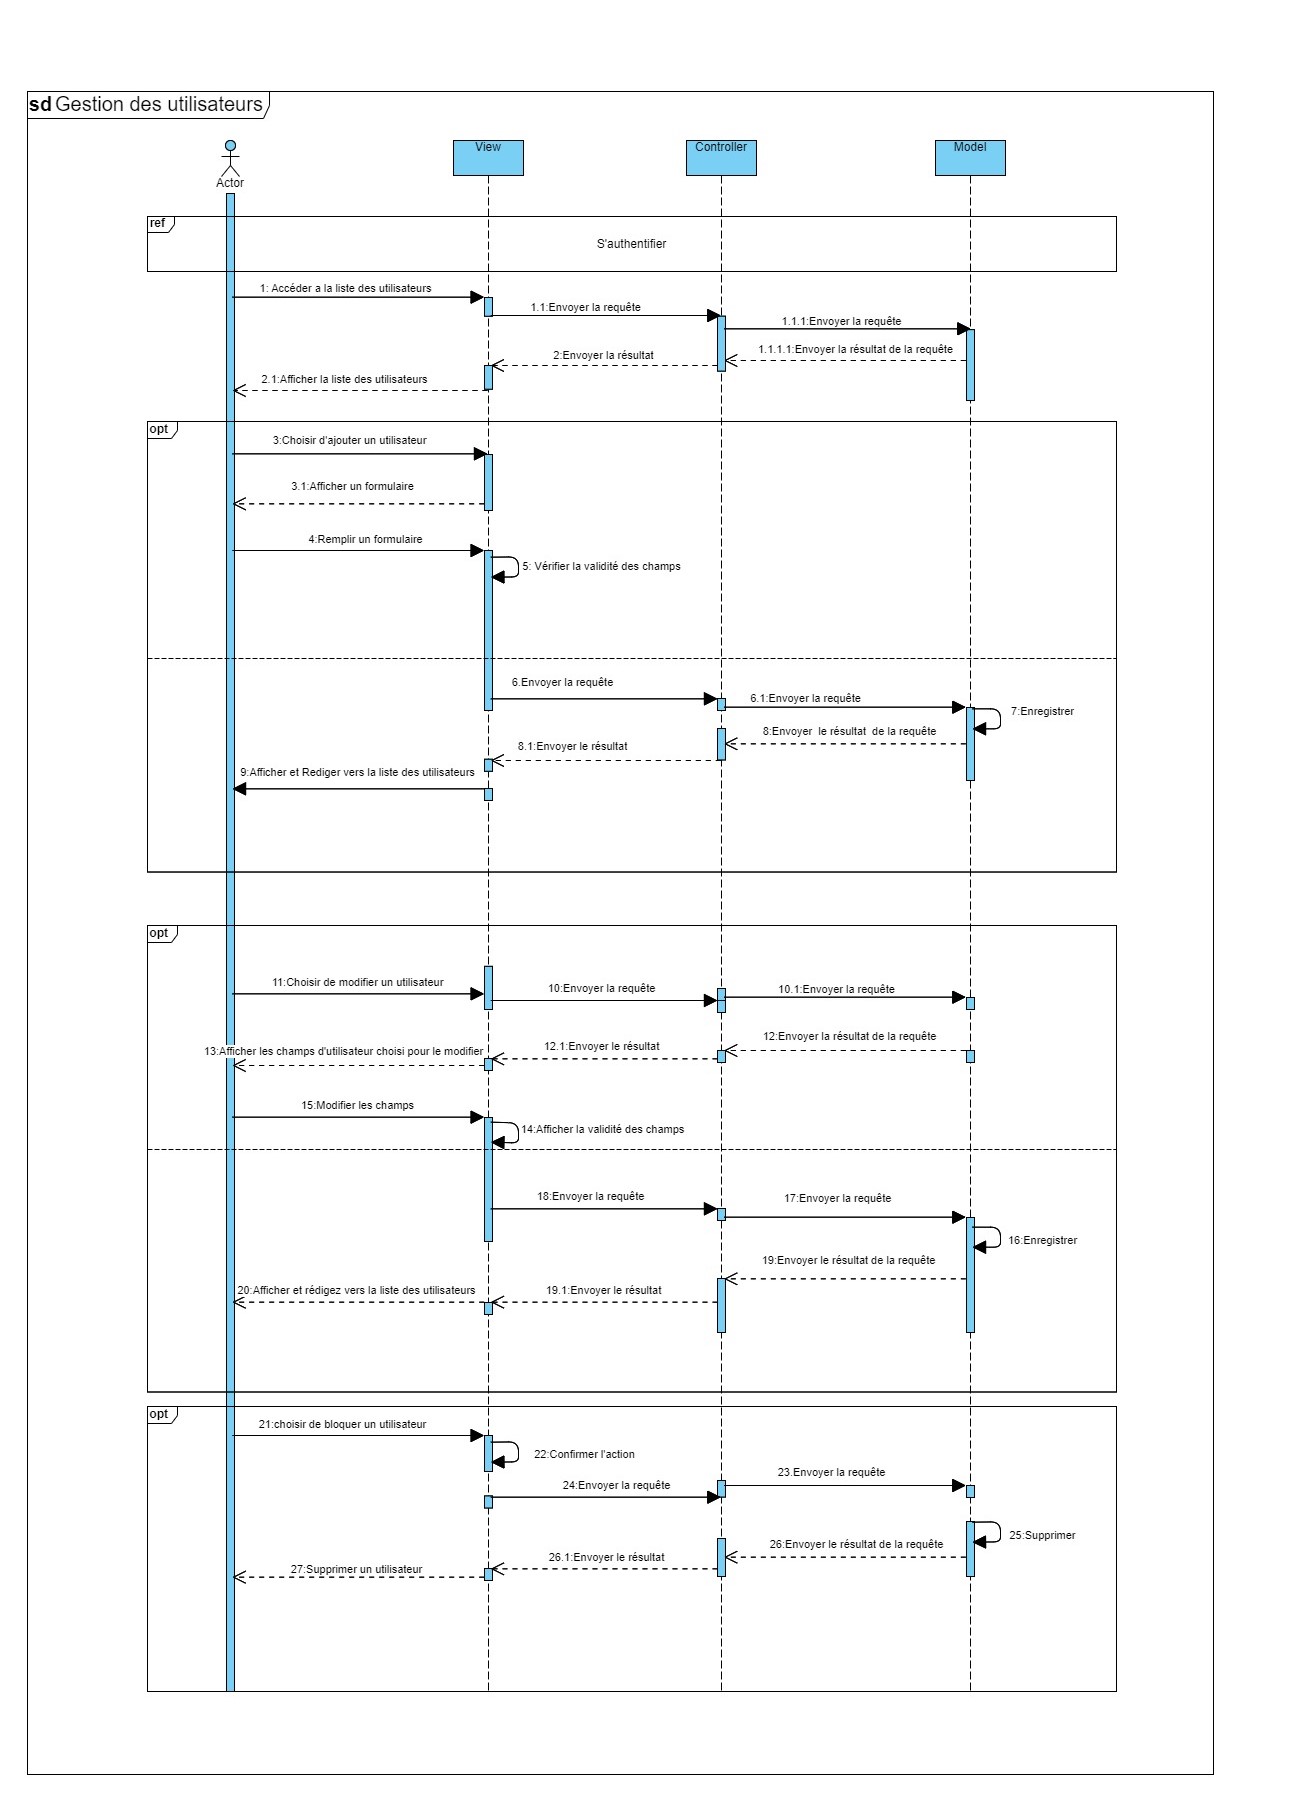 sd Gestion des utilisateurs
Actor
View
Controller
Model
ref
S'authentifier
1: Accéder a la liste des utilisateurs
1.1:Envoyer la requête
1.1.1:Envoyer la requête
1.1.1.1:Envoyer la résultat de la requête
2:Envoyer la résultat
2.1:Afficher la liste des utilisateurs
opt
3:Choisir d'ajouter un utilisateur
3.1:Afficher un formulaire
4:Remplir un formulaire
5: Vérifier la validité des champs
6.Envoyer la requête
6.1:Envoyer la requête
7:Enregistrer
8:Envoyer le résultat de la requête
8.1:Envoyer le résultat
9:Afficher et Rediger vers la liste des utilisateurs
opt
11:Choisir de modifier un utilisateur
10:Envoyer la requête
10.1:Envoyer la requête
12:Envoyer la résultat de la requête
12.1:Envoyer le résultat
13:Afficher les champs d'utilisateur choisi pour le modifier
15:Modifier les champs
14:Afficher la validité des champs
18:Envoyer la requête
17:Envoyer la requête
16:Enregistrer
19:Envoyer le résultat de la requête
20:Afficher et rédigez vers la liste des utilisateurs
19.1:Envoyer le résultat
opt
21:choisir de bloquer un utilisateur
22:Confirmer l'action
23.Envoyer la requête
24:Envoyer la requête
25:Supprimer
26:Envoyer le résultat de la requête
26.1:Envoyer le résultat
27:Supprimer un utilisateur